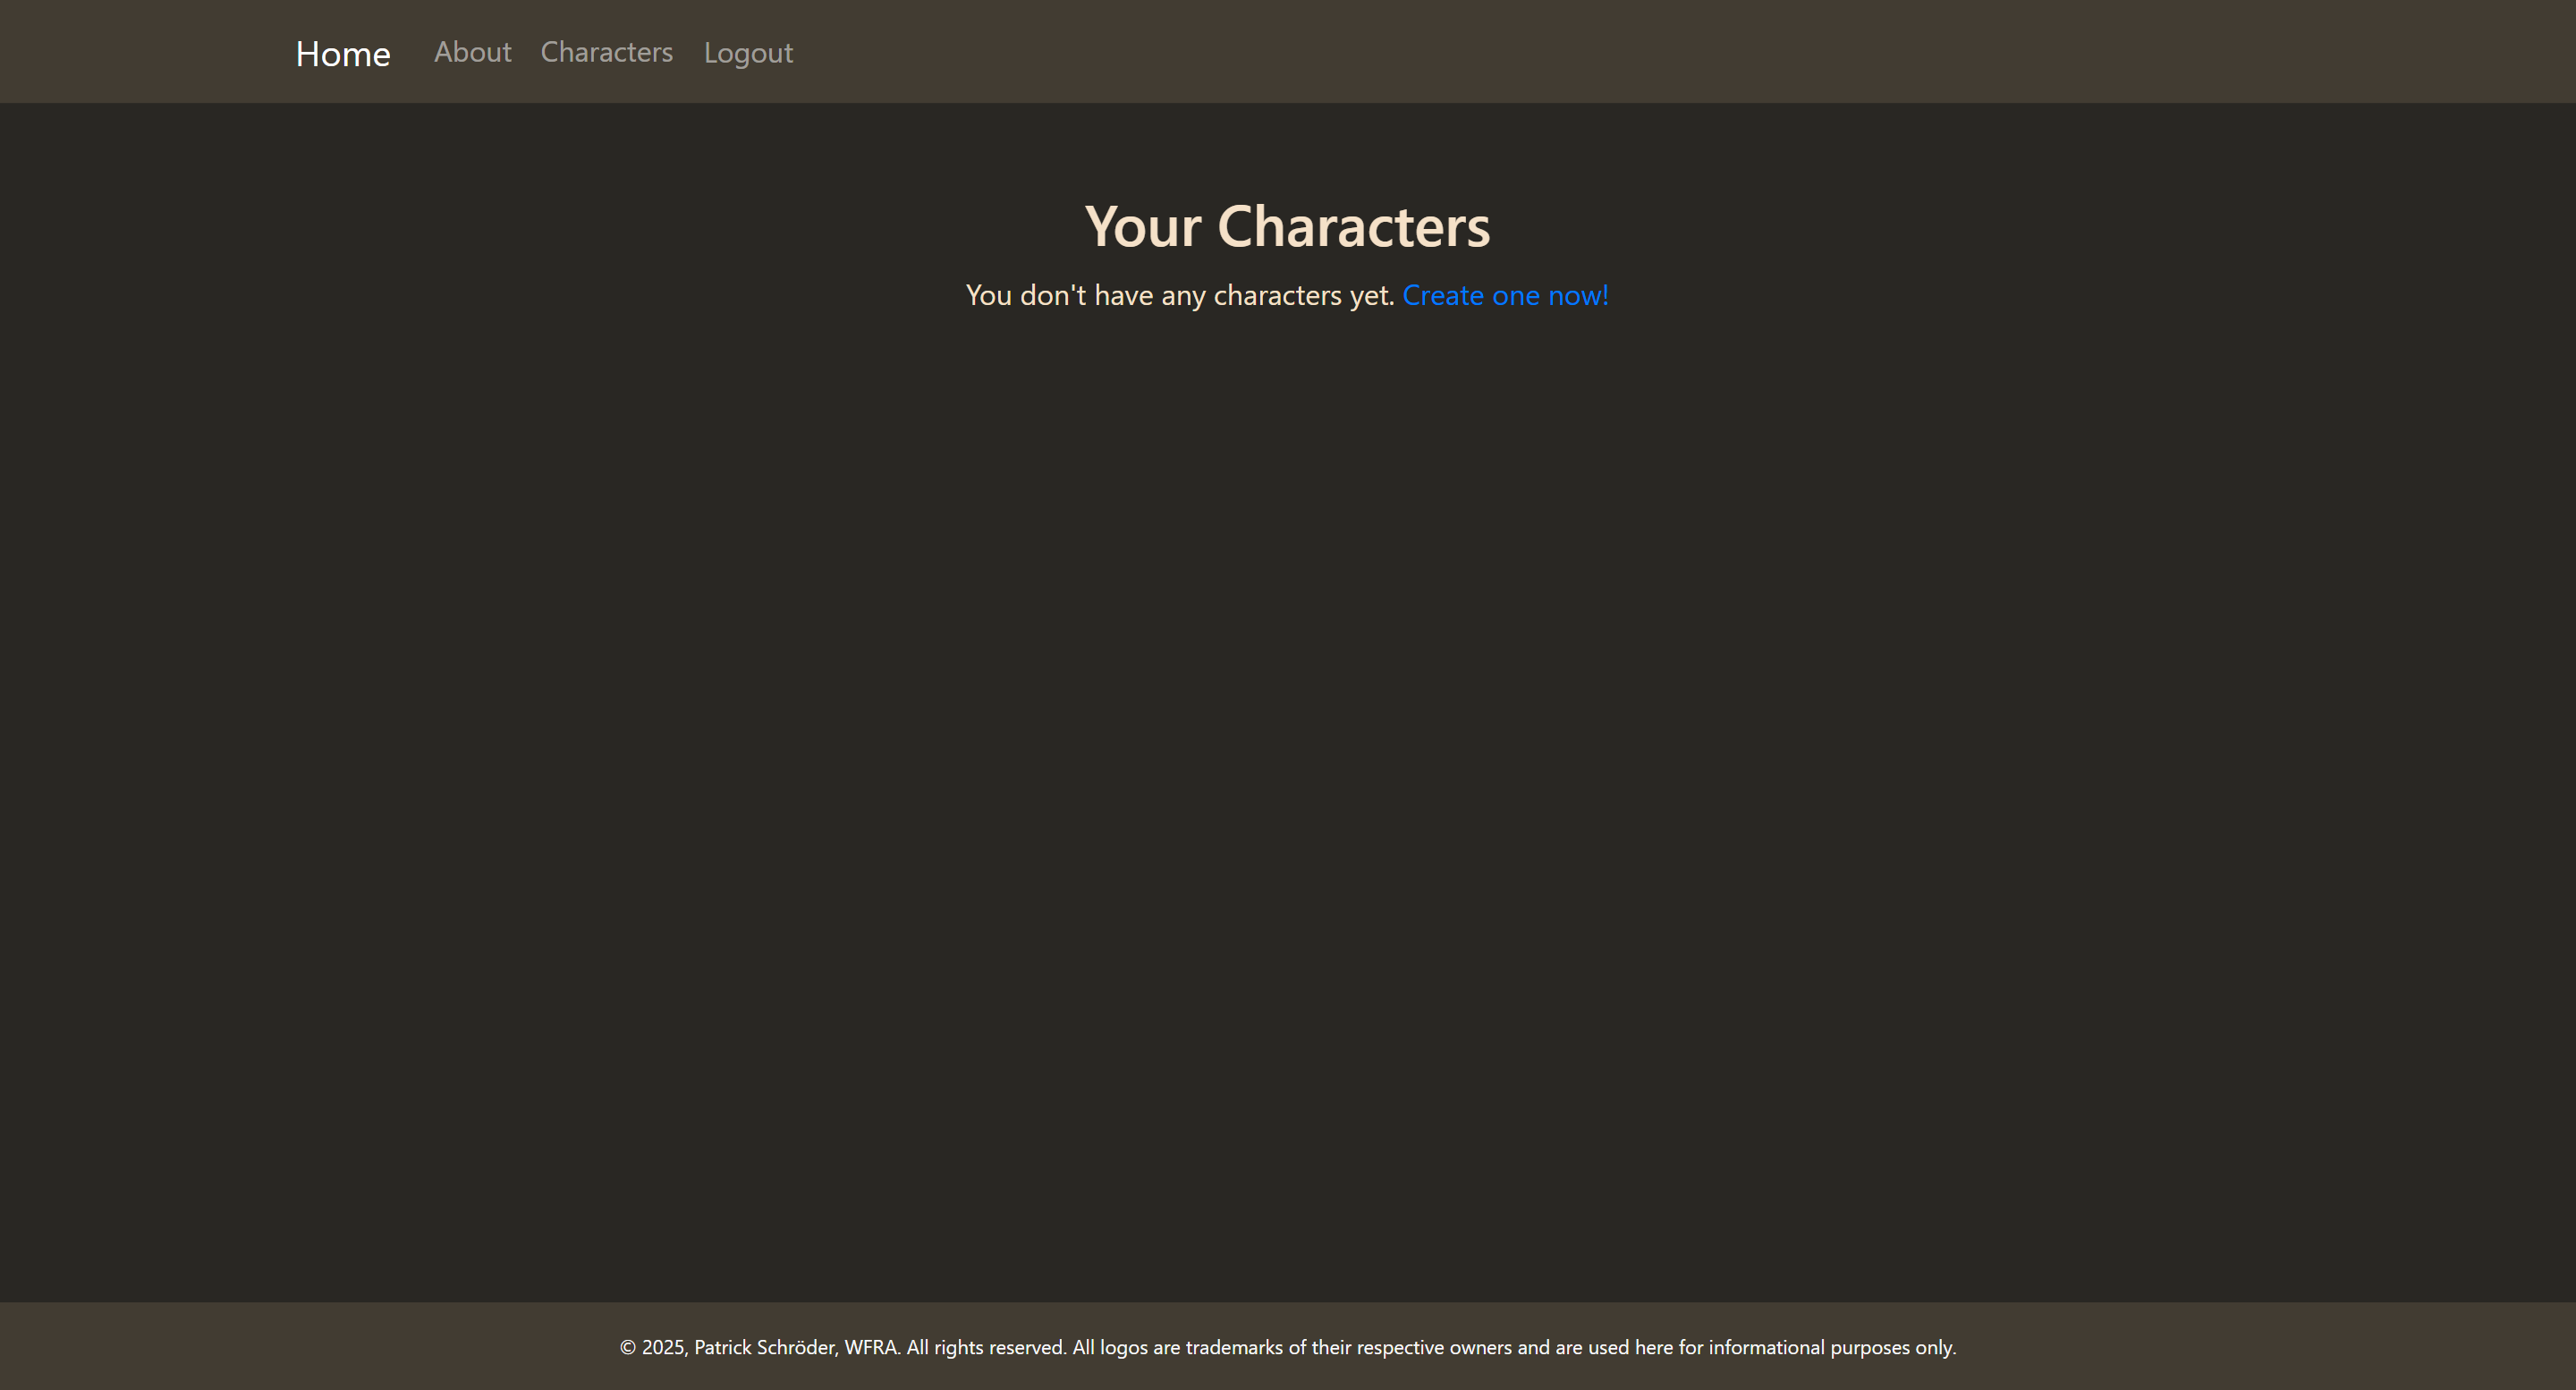 Home About Characters Logout
Your Characters
You don't have any characters yet. Create one now!
© 2025, Patrick Schröder, WFRA. All rights reserved. All logos are trademarks of their respective owners and are used here for informational purposes only.